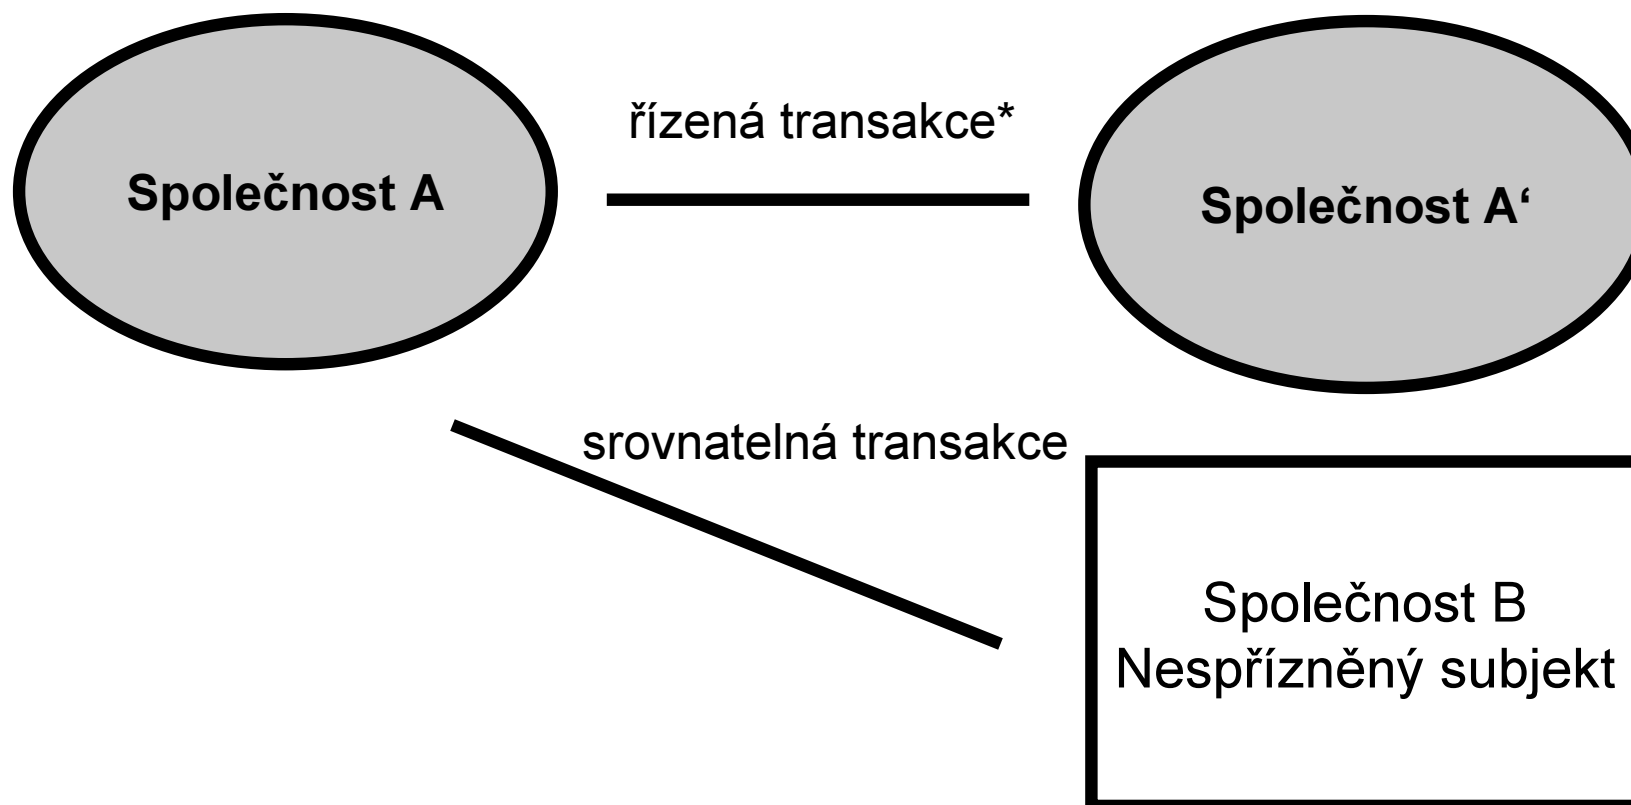 řízená transakce*
Společnost A
Společnost A‘
srovnatelná transakce
Společnost B
Nespřízněný subjekt